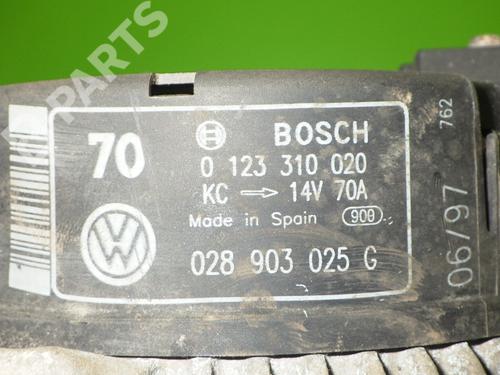 B-PARTS
70
BOSCH
0 123 310 020
KC → 14V 70A
Made in Spain 900
028 903 025 G
762
06/97